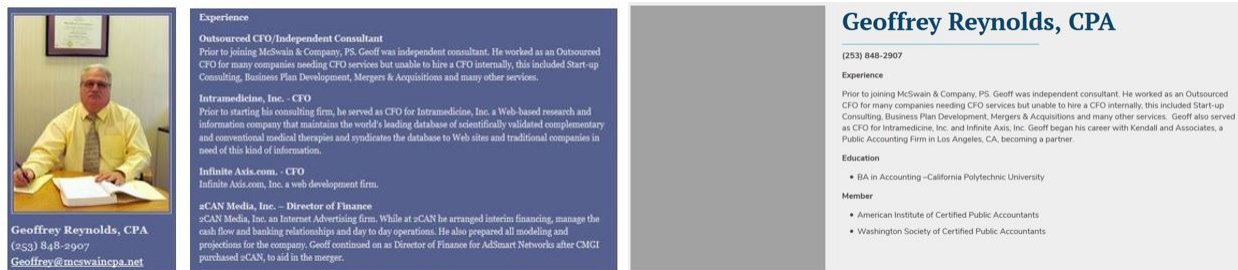 Geoffrey Reynolds, CPA
(253) 848-2907
Geoffrey@mcswaincpa.net
Experience
Outsourced CFO/Independent Consultant
Prior to joining McSwain & Company, PS. Geoff was independent consultant. He worked as an Outsourced
CFO for many companies needing CFO services but unable to hire a CFO internally, this included Start-up
Consulting, Business Plan Development, Mergers & Acquisitions and many other services.
Intramedicine, Inc. - CFO
Prior to starting his consulting firm, he served as CFO for Intramedicine, Inc. a Web-based research and
information company that maintains the world's leading database of scientifically validated complementary
and conventional medical therapies and syndicates the database to Web sites and traditional companies in
need of this kind of information.
Infinite Axis.com. - CFO
Infinite Axis.com, Inc. a web development firm.
2CAN Media, Inc. – Director of Finance
2CAN Media, Inc. an Internet Advertising firm. While at 2CAN he arranged interim financing, manage the
cash flow and banking relationships and day to day operations. He also prepared all modeling and
projections for the company. Geoff continued on as Director of Finance for AdSmart Networks after CMGI
purchased 2CAN, to aid in the merger.
Geoffrey Reynolds, CPA
(253) 848-2907
Experience
Prior to joining McSwain & Company, PS. Geoff was independent consultant. He worked as an Outsourced
CFO for many companies needing CFO services but unable to hire a CFO internally, this included Start-up
Consulting, Business Plan Development, Mergers & Acquisitions and many other services.  Geoff also served
as CFO for Intramedicine, Inc. and Infinite Axis, Inc. Geoff began his career with Kendall and Associates, a
Public Accounting Firm in Los Angeles, CA, becoming a partner.
Education
• BA in Accounting –California Polytechnic University
Member
• American Institute of Certified Public Accountants
• Washington Society of Certified Public Accountants